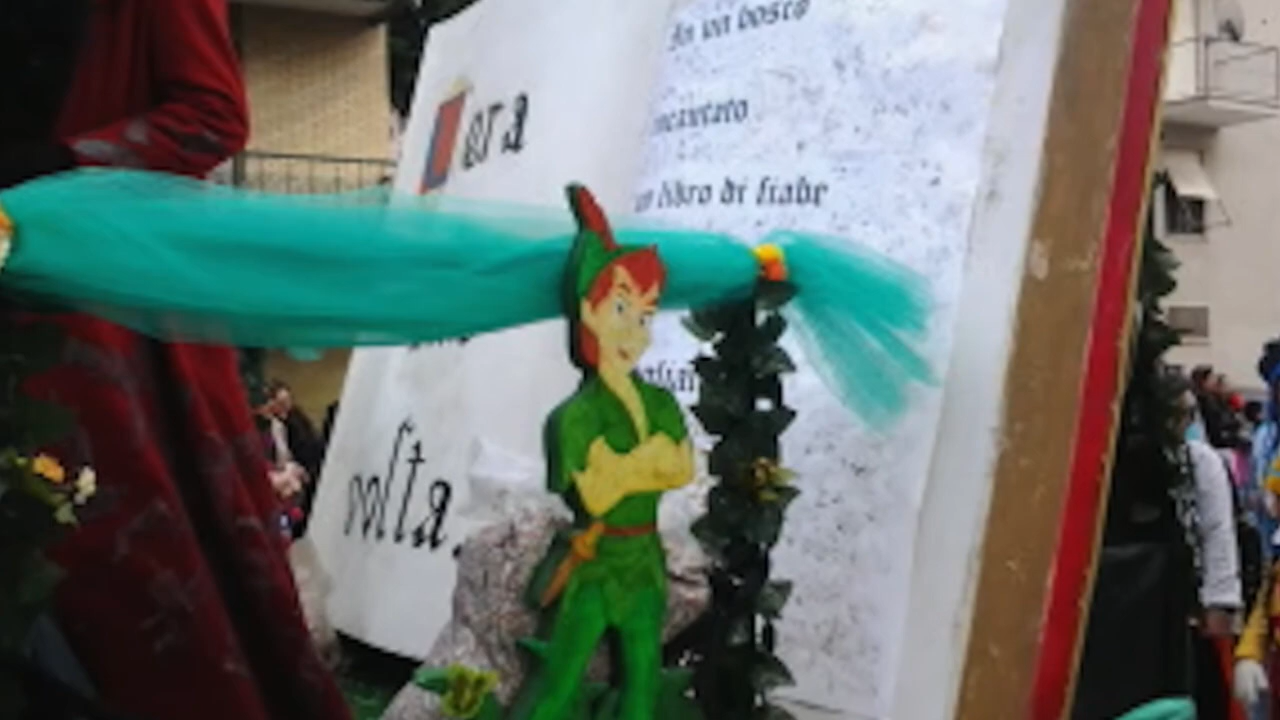 era
volta.
In un bosco
incantato
un libro di fiabe